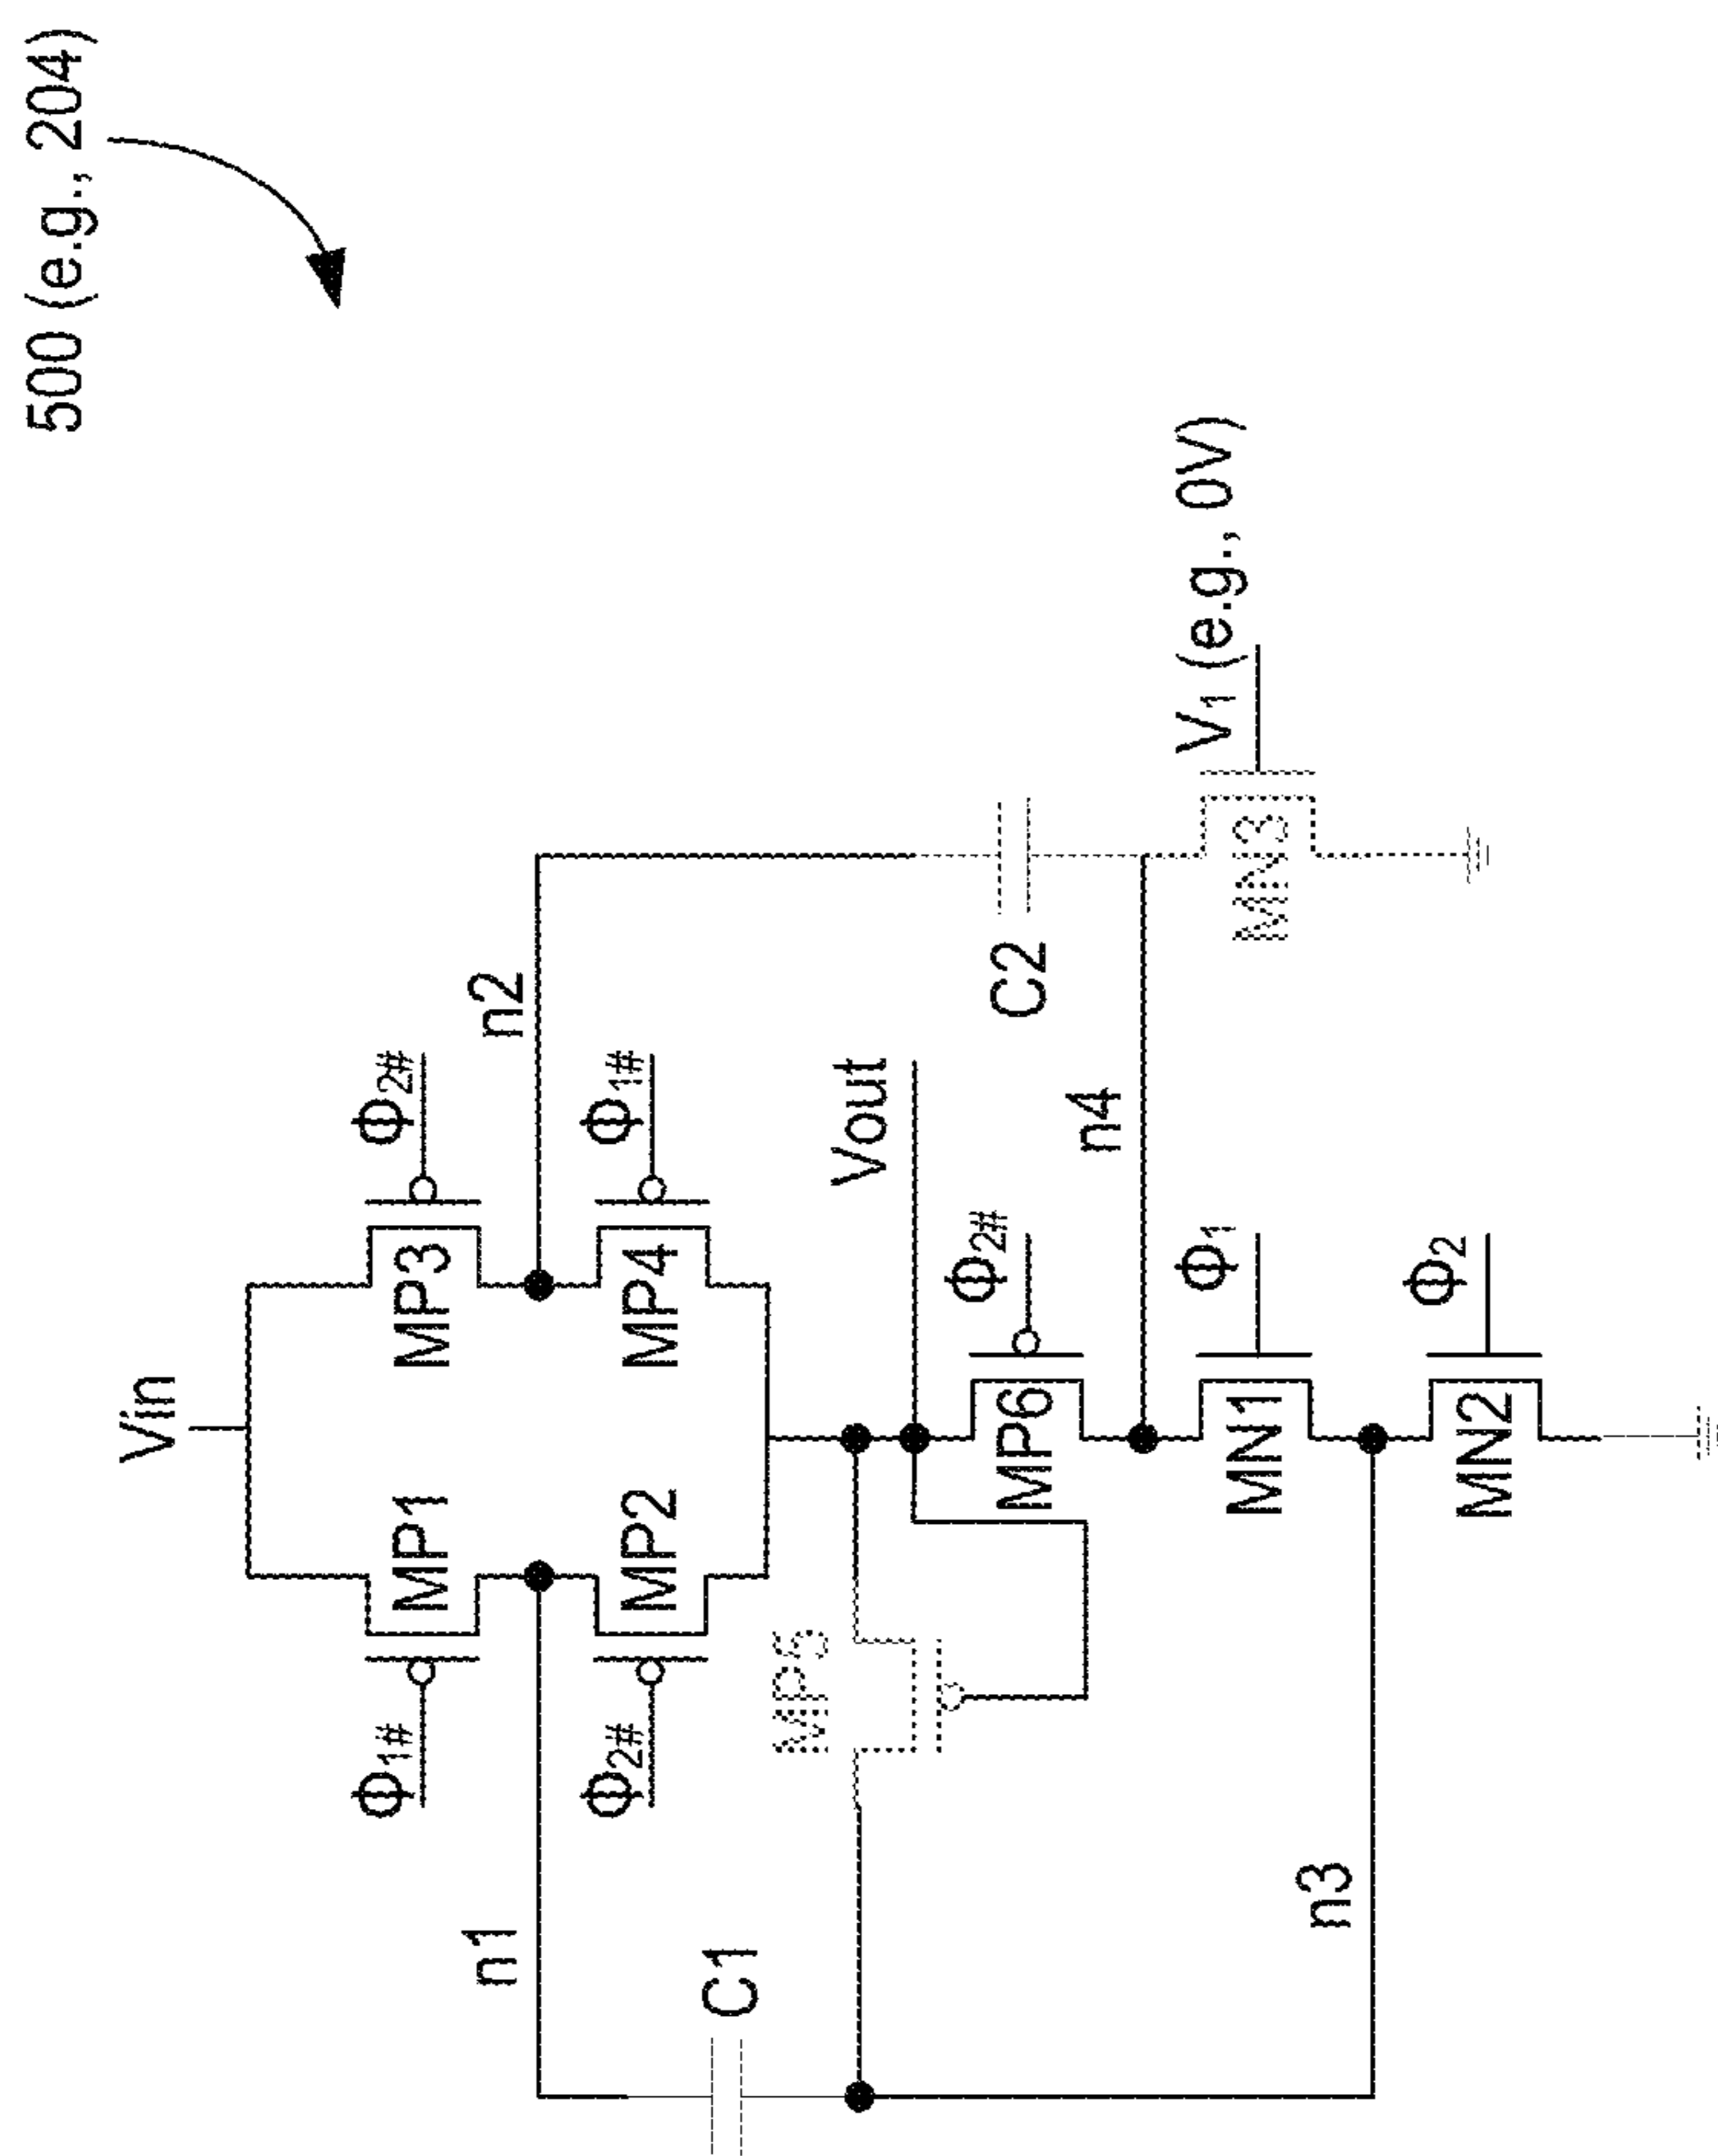 500 (e.g., 204)
Vin
Φ1#
MP1
MP3
Φ2#
n1
n2
Φ2#
MP2
MP4
Φ1#
C1
MP5
Vout
MP6
Φ2#
C2
n4
MN1
Φ1
V1 (e.g., 0V)
MN3
n3
MN2
Φ2